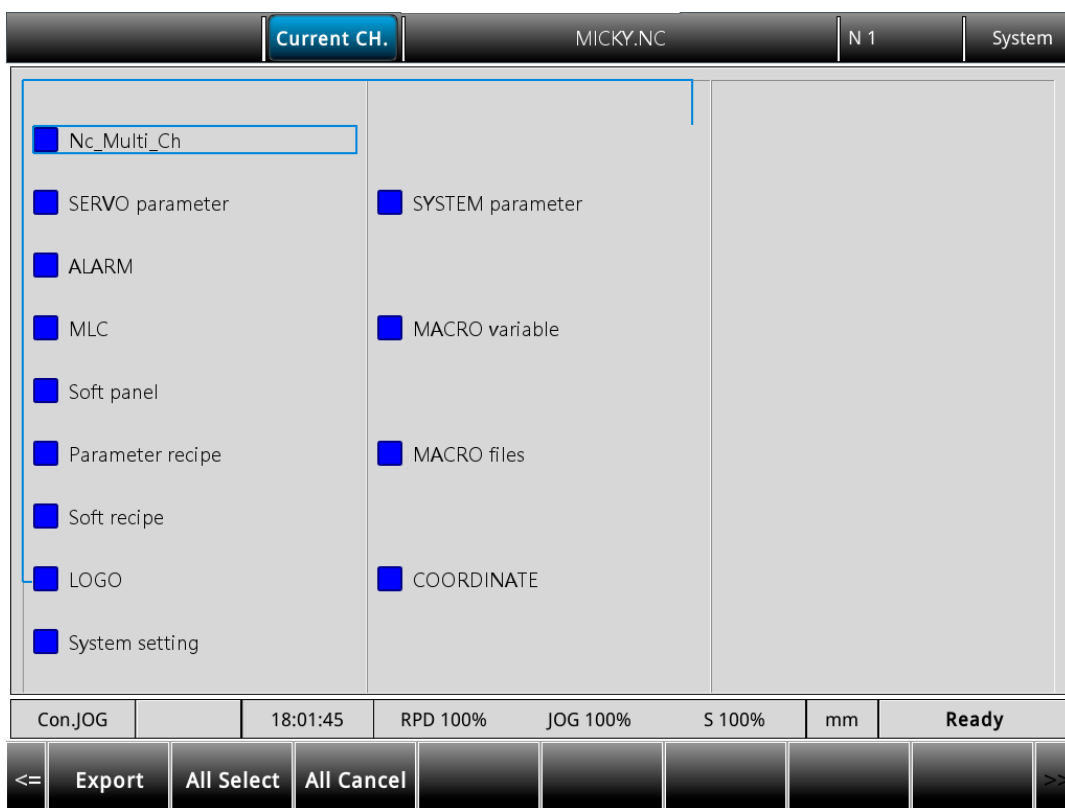 Current CH. MICKY.NC N 1 System
Nc_Multi_Ch
SERVO parameter SYSTEM parameter
ALARM
MLC MACRO variable
Soft panel
Parameter recipe MACRO files
Soft recipe
LOGO COORDINATE
System setting
Con.JOG 18:01:45 RPD 100% JOG 100% S 100% mm Ready
<= Export All Select All Cancel >>